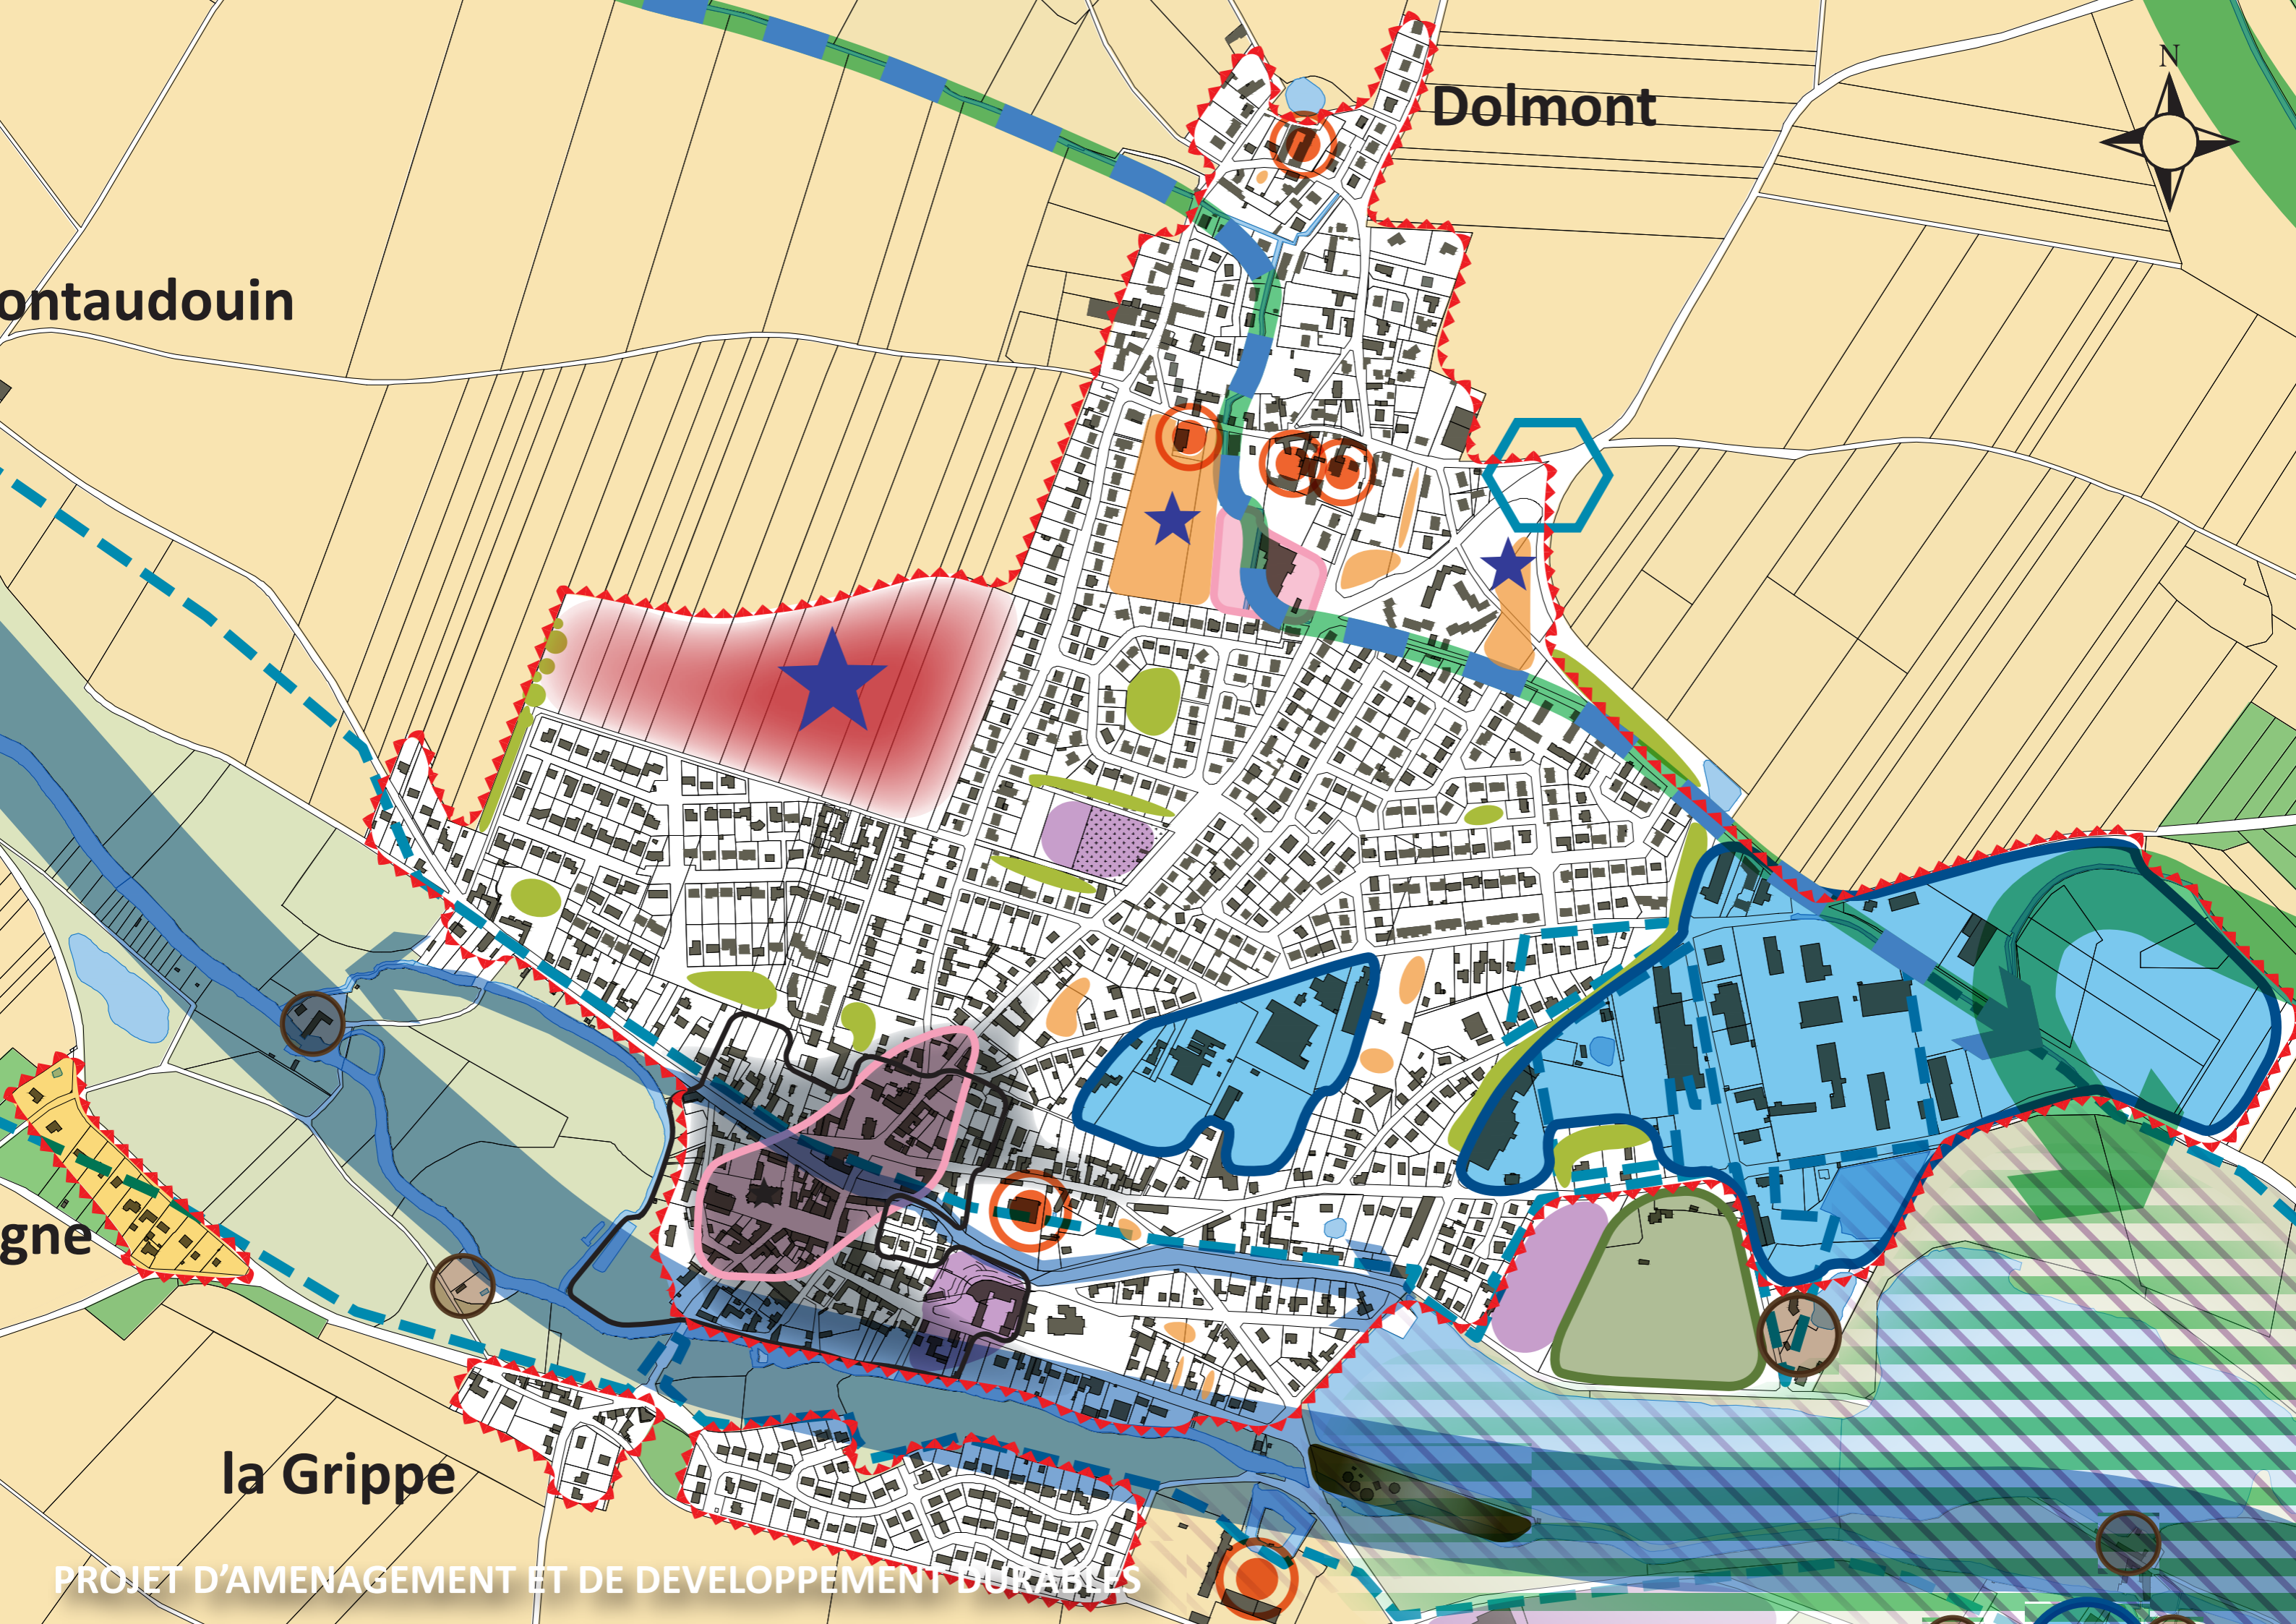 N
Dolmont
ontaudouin
gne
la Grippe
PROJET D'AMENAGEMENT ET DE DEVELOPPEMENT DURABLES